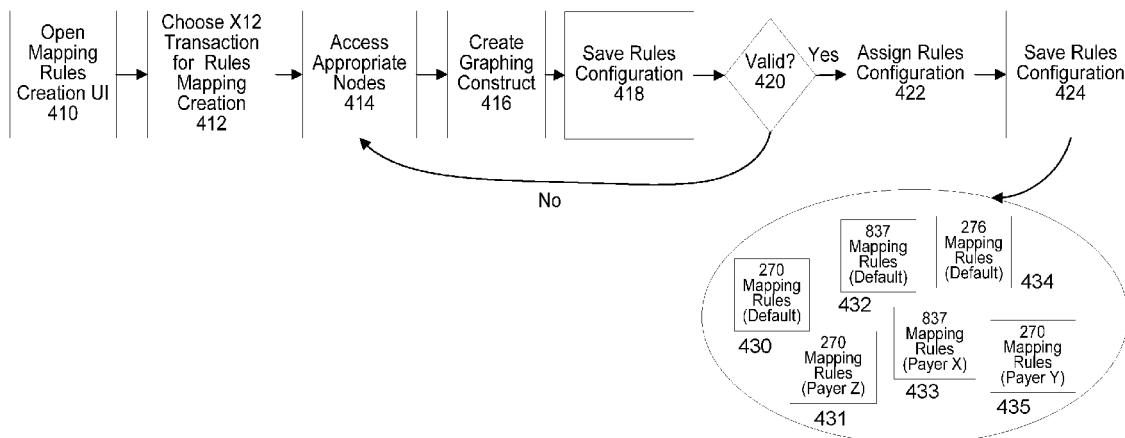 Open
Mapping
Rules
Creation UI
410
Choose X12
Transaction
for Rules
Mapping
Creation
412
Access
Appropriate
Nodes
414
Create
Graphing
Construct
416
Save Rules
Configuration
418
Valid?
420
Yes
Assign Rules
Configuration
422
Save Rules
Configuration
424
No
270
Mapping
Rules
(Default)
430
837
Mapping
Rules
(Default)
432
276
Mapping
Rules
(Default)
434
270
Mapping
Rules
(Payer Z)
431
837
Mapping
Rules
(Payer X)
433
270
Mapping
Rules
(Payer Y)
435